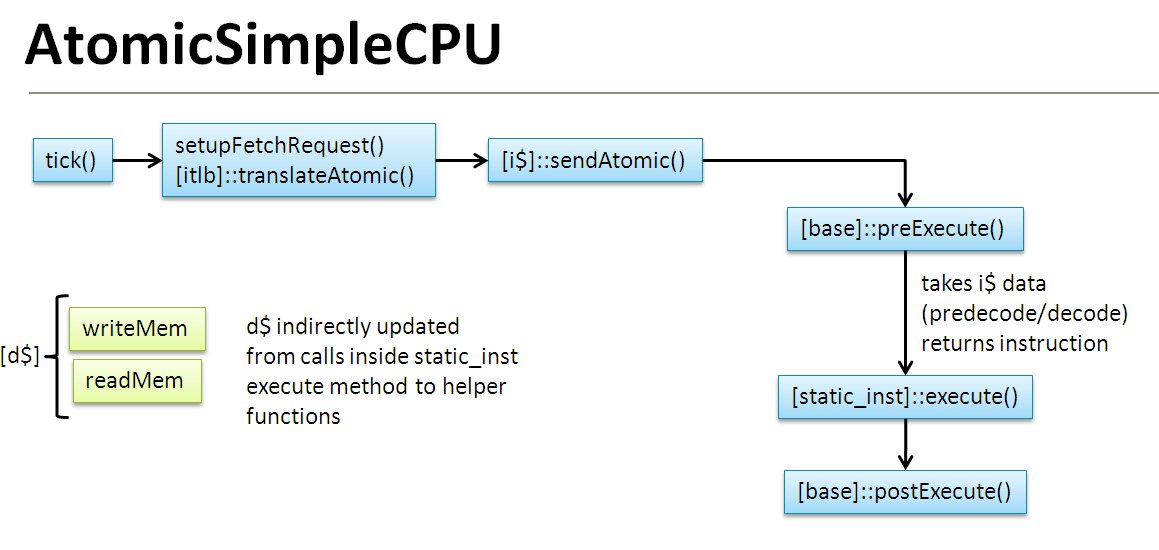 AtomicSimpleCPU
tick()
setupFetchRequest()
[itlb]::translateAtomic()
[i$]::sendAtomic()
[base]::preExecute()
takes i$ data
(predecode/decode)
returns instruction
[static_inst]::execute()
[base]::postExecute()
[d$]
writeMem
readMem
d$ indirectly updated
from calls inside static_inst
execute method to helper
functions